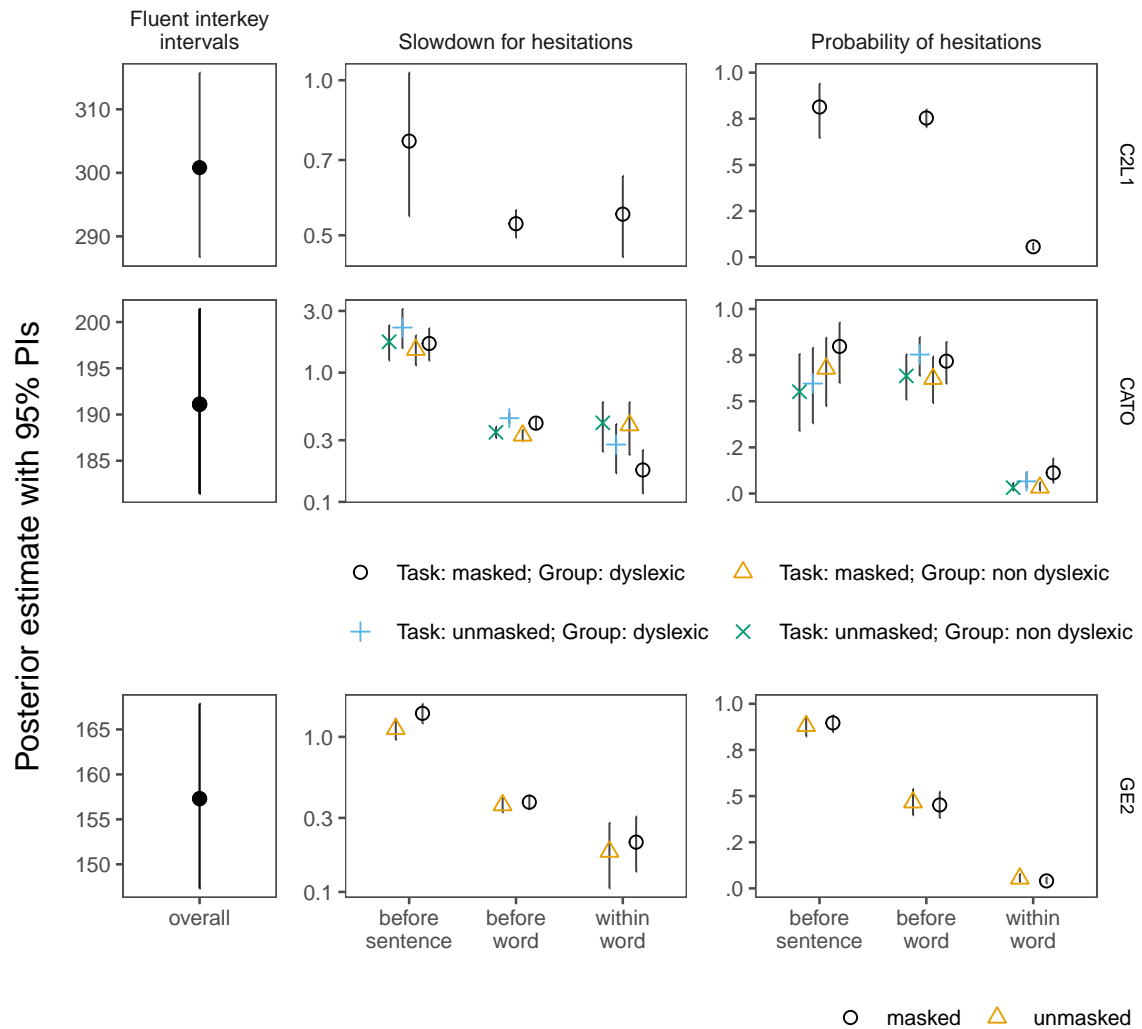 Fluent interkey
intervals
Slowdown for hesitations
Probability of hesitations
Posterior estimate with 95% PIs
310
300
290
1.0
0.7
0.5
1.0
.8
.5
.2
.0
C2L1
200
195
190
185
3.0
1.0
0.3
0.1
1.0
.8
.5
.2
.0
CATO
Task: masked; Group: dyslexic
Task: masked; Group: non dyslexic
Task: unmasked; Group: dyslexic
Task: unmasked; Group: non dyslexic
165
160
155
150
1.0
0.3
0.1
1.0
.8
.5
.2
.0
GE2
overall
before
sentence
before
word
within
word
before
sentence
before
word
within
word
masked
unmasked